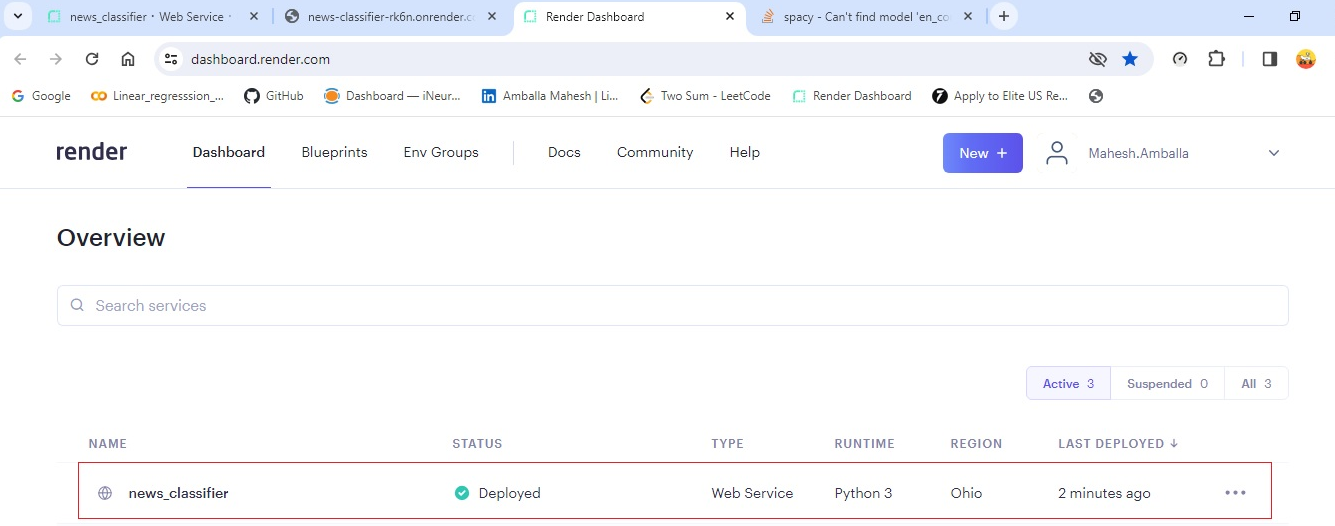 news_classifier · Web Service ·
news-classifier-rk6n.onrender.c
Render Dashboard
spacy - Can't find model 'en_co
dashboard.render.com
Google
Linear_regresssion_...
GitHub
Dashboard — iNeur...
Amballa Mahesh | Li...
Two Sum - LeetCode
Render Dashboard
Apply to Elite US Re...
render
Dashboard
Blueprints
Env Groups
Docs
Community
Help
New +
Mahesh.Amballa
Overview
Search services
Active 3
Suspended 0
All 3
NAME STATUS TYPE RUNTIME REGION LAST DEPLOYED ↓
news_classifier Deployed Web Service Python 3 Ohio 2 minutes ago